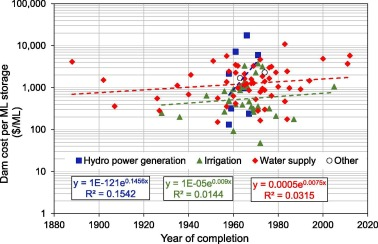 100,000
10,000
1,000
100
10
1
Dam cost per ML storage
($/ML)
Hydro power generation
Irrigation
Water supply
Other
y = 1E-121e^0.1456x
R² = 0.1542
y = 1E-05e^0.009x
R² = 0.0144
y = 0.0005e^0.0075x
R² = 0.0315
1880 1900 1920 1940 1960 1980 2000 2020
Year of completion